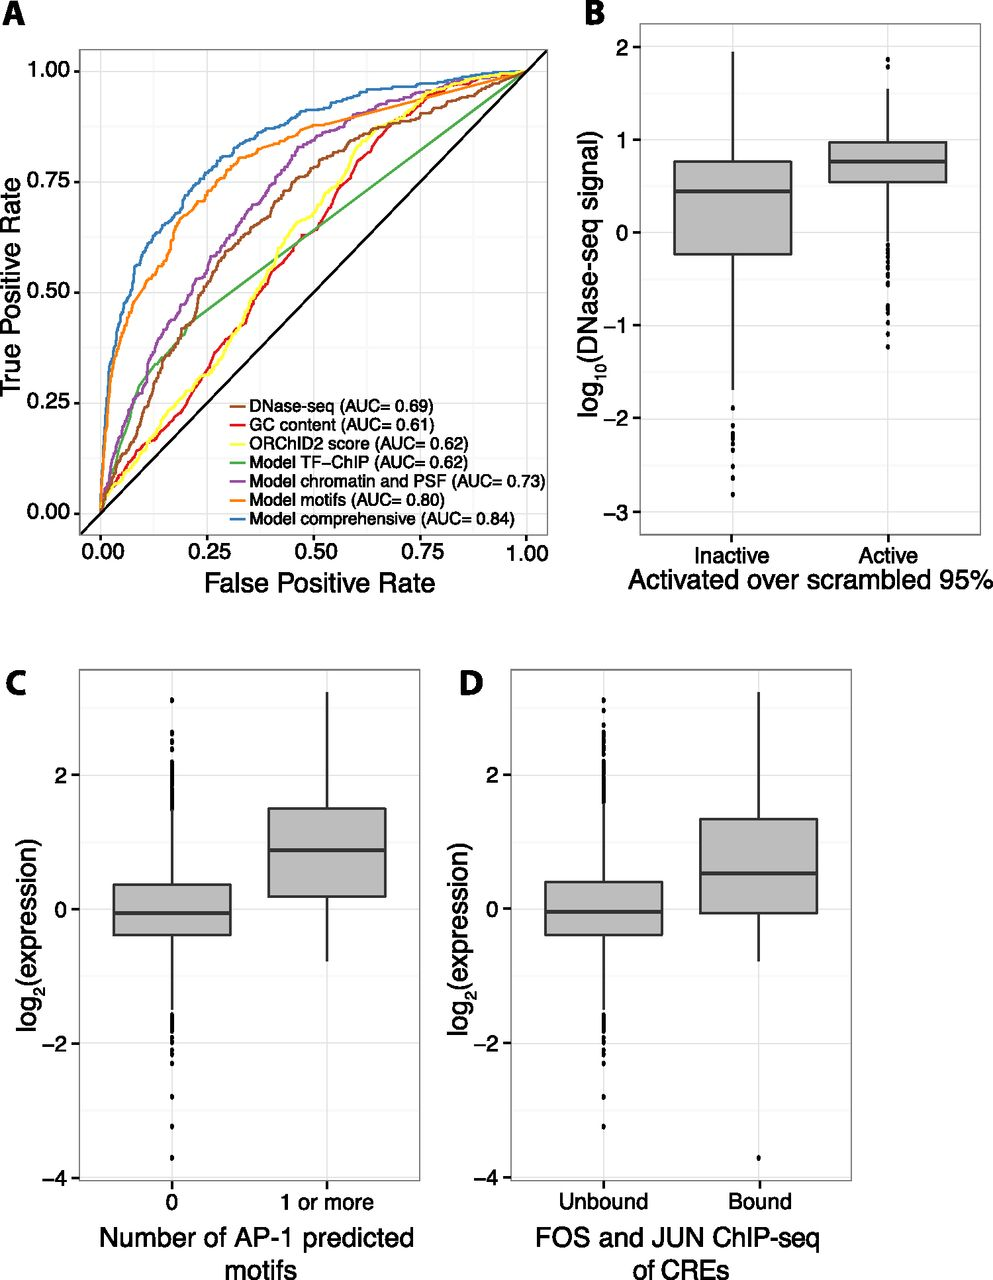 A
True Positive Rate
1.00
0.75
0.50
0.25
0.00
DNase-seq (AUC= 0.69)
GC content (AUC= 0.61)
ORChID2 score (AUC= 0.62)
Model TF−ChIP (AUC= 0.62)
Model chromatin and PSF (AUC= 0.73)
Model motifs (AUC= 0.80)
Model comprehensive (AUC= 0.84)
0.00 0.25 0.50 0.75 1.00
False Positive Rate
B
log10(DNase-seq signal)
2
1
0
−1
−2
−3
Inactive Active
Activated over scrambled 95%
C
log2(expression)
2
0
−2
−4
0 1 or more
Number of AP-1 predicted
motifs
D
log2(expression)
2
0
−2
−4
Unbound Bound
FOS and JUN ChIP-seq
of CREs